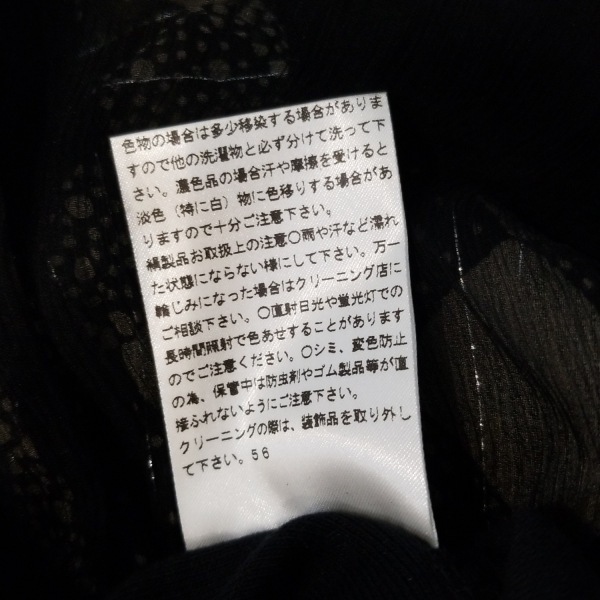 色物の場合は多少移染する場合がありま
すので他の洗濯物と必ず分けて洗って下
さい。濃色品の場合汗や摩擦を受けると
淡色（特に白）物に色移りする場合があ
りますので十分ご注意下さい。
絹製品お取扱上の注意○雨や汗など濡れ
た状態にならない様にして下さい。万一
輪じみになった場合はクリーニング店に
ご相談下さい。○直射日光や蛍光灯での
長時間照射で色あせすることがあります
のでご注意ください。○シミ、変色防止
の為、保管中は防虫剤やゴム製品等が直
接ふれないようにご注意下さい。
クリーニングの際は、装飾品を取り外し
て下さい。56